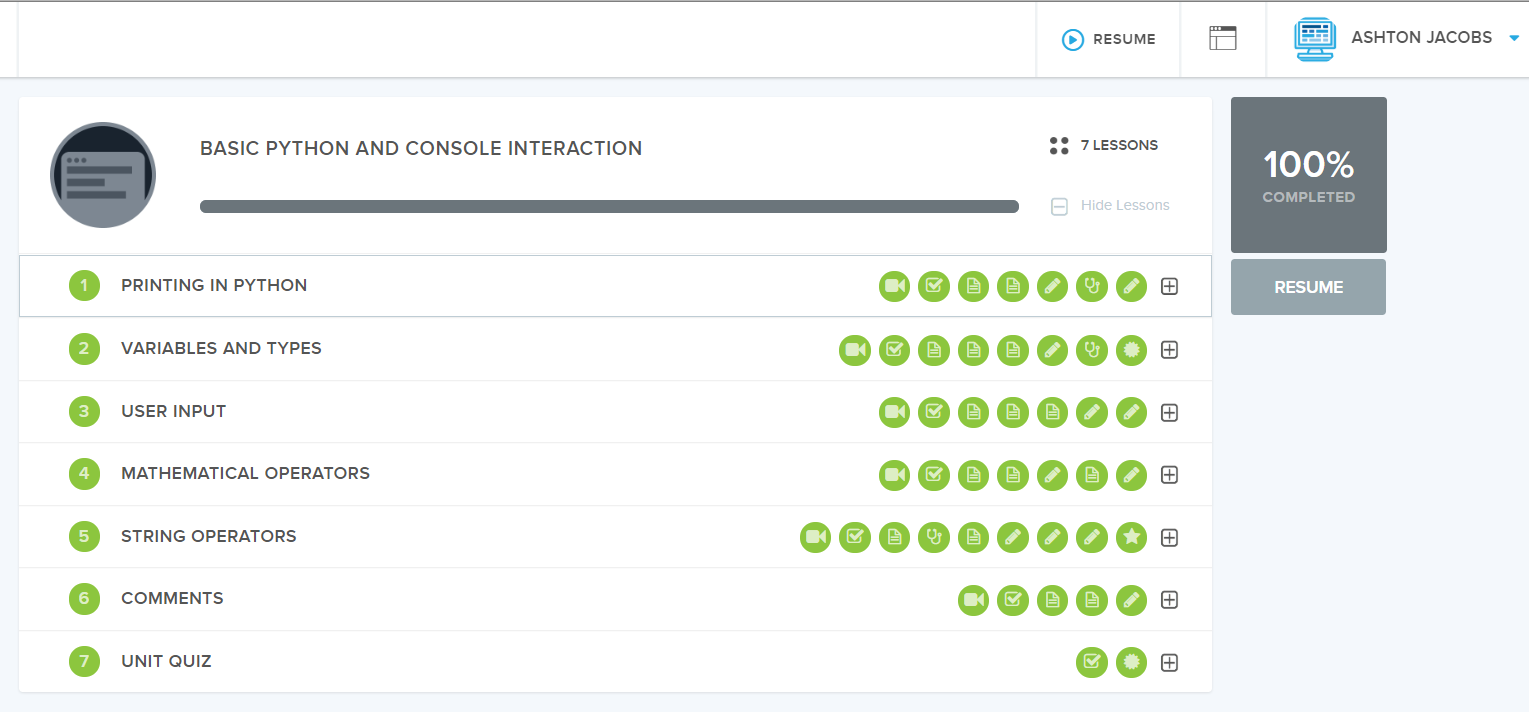 RESUME
ASHTON JACOBS
BASIC PYTHON AND CONSOLE INTERACTION
7 LESSONS
Hide Lessons
100%
COMPLETED
RESUME
1 PRINTING IN PYTHON
2 VARIABLES AND TYPES
3 USER INPUT
4 MATHEMATICAL OPERATORS
5 STRING OPERATORS
6 COMMENTS
7 UNIT QUIZ